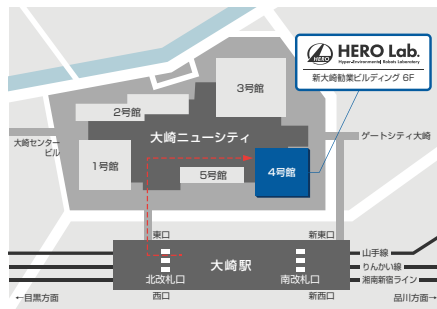 HERO
HERO Lab.
Hyper-Environmental Robots Laboratory
新大崎勧業ビルディング 6F
3号館
2号館
大崎ニューシティ
大崎センター
ビル
ゲートシティ大崎
1号館
5号館
4号館
東口
新東口
北改札口
大崎駅
南改札口
山手線
りんかい線
湘南新宿ライン
←目黒方面
西口
新西口
品川方面→